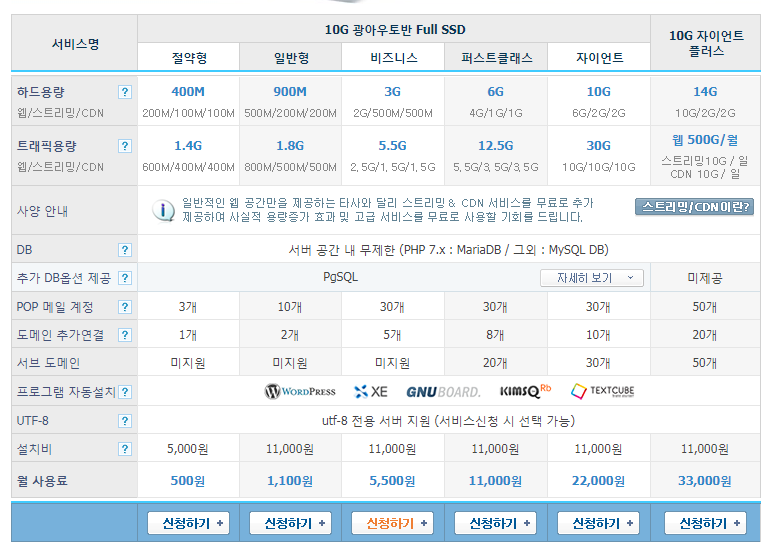 서비스명
10G 광아우토반 Full SSD
10G 자이언트
플러스
절약형 일반형 비즈니스 퍼스트클래스 자이언트
하드용량 ? 400M 900M 3G 6G 10G 14G
웹/스트리밍/CDN 200M/100M/100M 500M/200M/200M 2G/500M/500M 4G/1G/1G 6G/2G/2G 10G/2G/2G
트래픽용량 ? 1.4G 1.8G 5.5G 12.5G 30G 웹 500G/월
웹/스트리밍/CDN 600M/400M/400M 800M/500M/500M 2.5G/1.5G/1.5G 5.5G/3.5G/3.5G 10G/10G/10G 스트리밍10G / 일
CDN 10G / 일
사양 안내 i 일반적인 웹 공간만을 제공하는 타사와 달리 스트리밍 & CDN 서비스를 무료로 추가
제공하여 사실적 용량증가 효과 및 고급 서비스를 무료로 사용할 기회를 드립니다.
스트리밍/CDN이란?
DB ? 서버 공간 내 무제한 (PHP 7.x : MariaDB / 그외 : MySQL DB)
추가 DB옵션 제공 ? PgSQL 자세히 보기 미제공
POP 메일 계정 ? 3개 10개 30개 30개 30개 50개
도메인 추가연결 ? 1개 2개 5개 8개 10개 20개
서브 도메인 미지원 미지원 미지원 20개 30개 50개
프로그램 자동설치 ? WORDPRESS XE GNUBOARD. KIMSQ Rb TEXTCUBE
UTF-8 ? utf-8 전용 서버 지원 (서비스신청 시 선택 가능)
설치비 ? 5,000원 11,000원 11,000원 11,000원 11,000원 11,000원
월 사용료 500원 1,100원 5,500원 11,000원 22,000원 33,000원
신청하기 + 신청하기 + 신청하기 + 신청하기 + 신청하기 + 신청하기 +